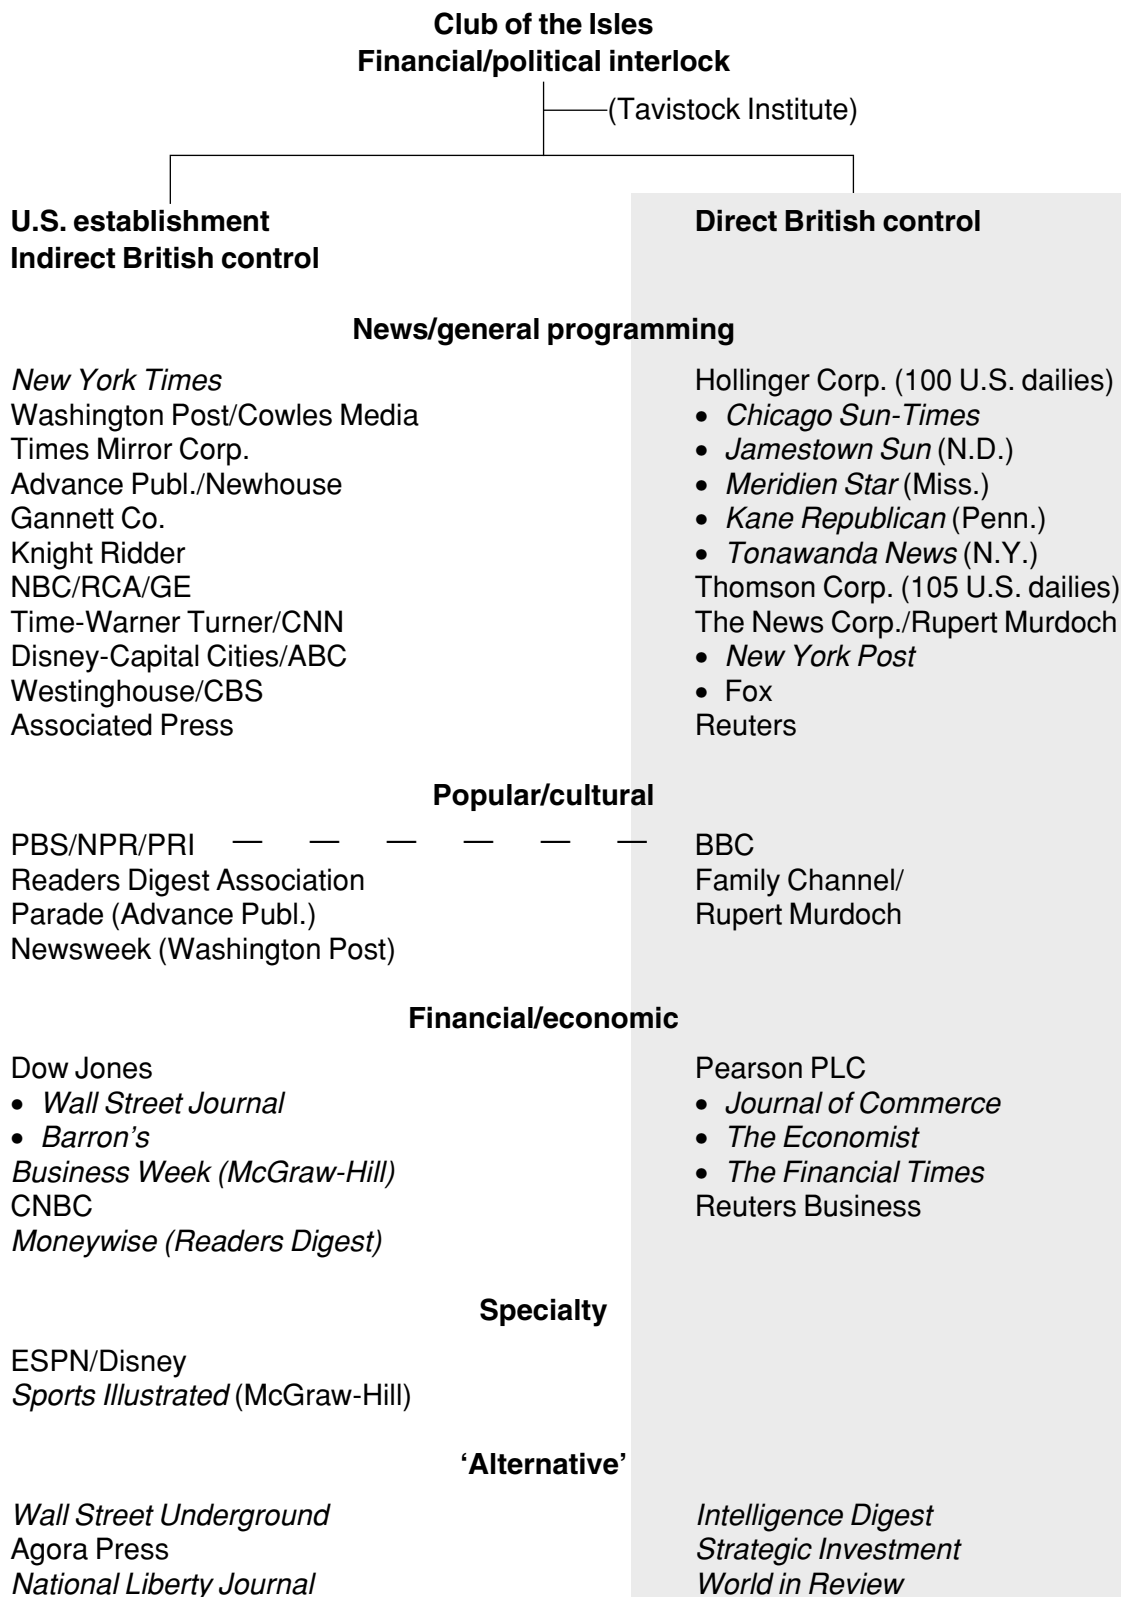 Club of the Isles
Financial/political interlock
(Tavistock Institute)
U.S. establishment
Indirect British control
Direct British control
News/general programming
New York Times
Washington Post/Cowles Media
Times Mirror Corp.
Advance Publ./Newhouse
Gannett Co.
Knight Ridder
NBC/RCA/GE
Time-Warner Turner/CNN
Disney-Capital Cities/ABC
Westinghouse/CBS
Associated Press
Hollinger Corp. (100 U.S. dailies)
• Chicago Sun-Times
• Jamestown Sun (N.D.)
• Meridien Star (Miss.)
• Kane Republican (Penn.)
• Tonawanda News (N.Y.)
Thomson Corp. (105 U.S. dailies)
The News Corp./Rupert Murdoch
• New York Post
• Fox
Reuters
Popular/cultural
PBS/NPR/PRI — — — — — —
Readers Digest Association
Parade (Advance Publ.)
Newsweek (Washington Post)
BBC
Family Channel/
Rupert Murdoch
Financial/economic
Dow Jones
• Wall Street Journal
• Barron's
Business Week (McGraw-Hill)
CNBC
Moneywise (Readers Digest)
Pearson PLC
• Journal of Commerce
• The Economist
• The Financial Times
Reuters Business
Specialty
ESPN/Disney
Sports Illustrated (McGraw-Hill)
‘Alternative’
Wall Street Underground
Agora Press
National Liberty Journal
Intelligence Digest
Strategic Investment
World in Review